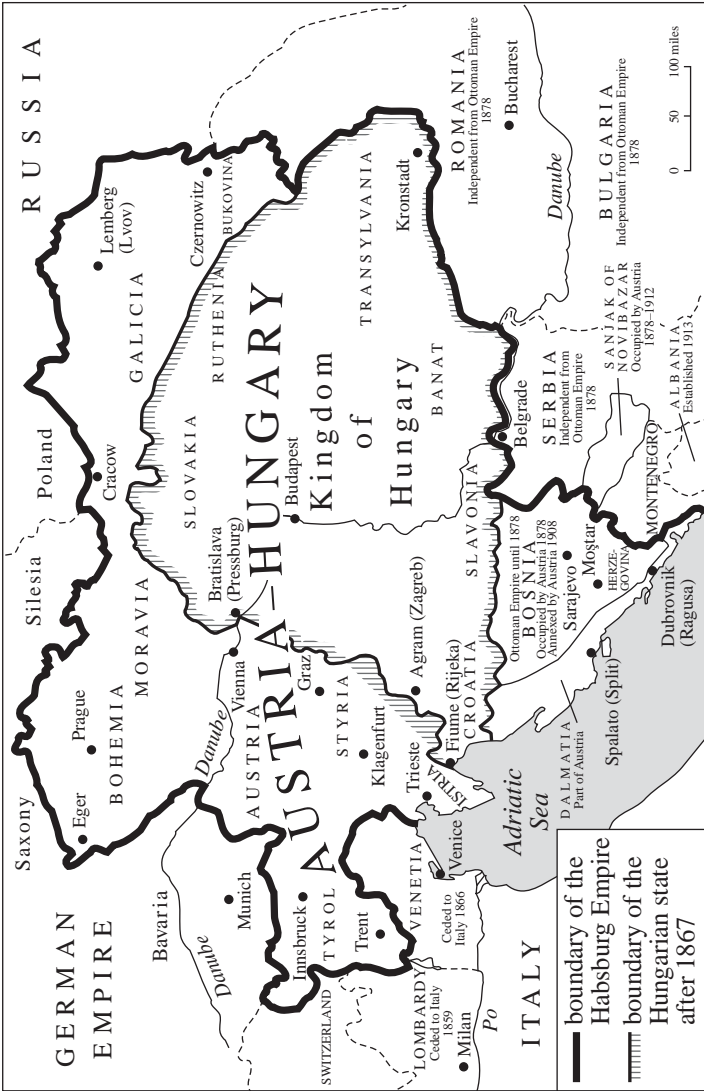 GERMAN
EMPIRE
RUSSIA
Saxony
Silesia
Poland
Eger
Prague
BOHEMIA
MORAVIA
Cracow
Lemberg
(Lvov)
GALICIA
Czernowitz
BUKOVINA
Bavaria
Danube
Munich
Danube
Vienna
Bratislava
(Pressburg)
SLOVAKIA
RUTHENIA
AUSTRIA
AUSTRIA–HUNGARY
Innsbruck
TYROL
Trent
SWITZERLAND
Graz
STYRIA
Klagenfurt
Budapest
Kingdom
of
Hungary
TRANSYLVANIA
Kronstadt
BANAT
LOMBARDY
Ceded to Italy
1859
Milan
Po
VENETIA
Venice
Ceded to
Italy 1866
ITALY
Trieste
ISTRIA
Fiume (Rijeka)
Agram (Zagreb)
CROATIA
SLAVONIA
Belgrade
ROMANIA
Independent from Ottoman Empire
1878
Bucharest
Danube
Adriatic
Sea
DALMATIA
Part of Austria
Spalato (Split)
Ottoman Empire until 1878
BOSNIA
Occupied by Austria 1878
Annexed by Austria 1908
Sarajevo
Mostar
HERZE-
GOVINA
Dubrovnik
(Ragusa)
MONTENEGRO
SERBIA
Independent from
Ottoman Empire
1878
SANJAK OF
NOVIBAZAR
Occupied by Austria
1878–1912
ALBANIA
Established 1913
BULGARIA
Independent from Ottoman Empire
1878
0 50 100 miles
boundary of the
Habsburg Empire
boundary of the
Hungarian state
after 1867